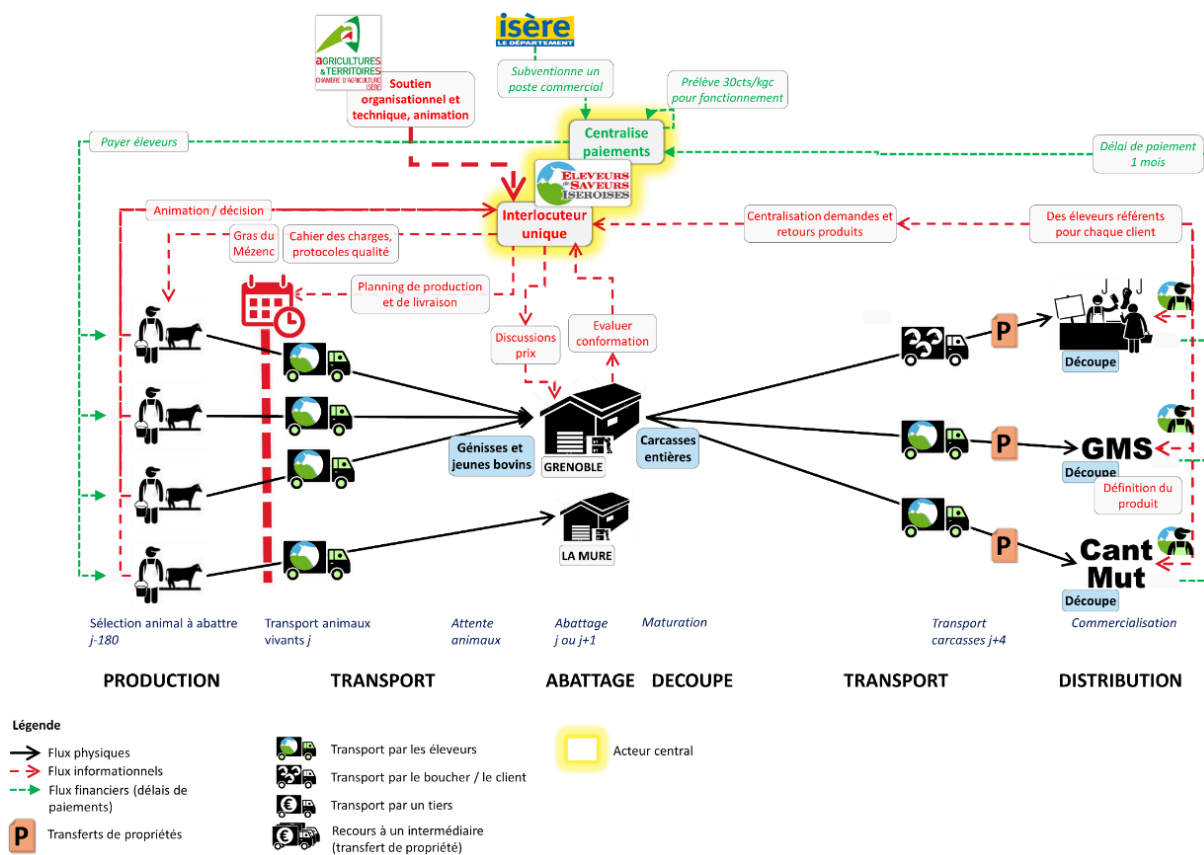 isère
LE DÉPARTEMENT
aGRICULTURES
& TERRITOIRES
CHAMBRE D'AGRICULTURE
ISÈRE
Soutien
organisationnel et
technique, animation
Subventionne un
poste commercial
Prélève 30cts/kgc
pour fonctionnement
Centralise
paiements
Payer éleveurs
Délai de paiement
1 mois
ELEVEURS
de SAVEURS
ISEROISES
Interlocuteur
unique
Animation / décision
Gras du
Mézenc
Cahier des charges,
protocoles qualité
Centralisation demandes et
retours produits
Des éleveurs référents
pour chaque client
Planning de production
et de livraison
Discussions
prix
Evaluer
conformation
P
Découpe
Génisses et
jeunes bovins
GRENOBLE
Carcasses
entières
P
GMS
Découpe
Définition du
produit
LA MURE
P
Cant
Mut
Découpe
Sélection animal à abattre
j-180
Transport animaux
vivants j
Attente
animaux
Abattage
j ou j+1
Maturation
Transport
carcasses j+4
Commercialisation
PRODUCTION
TRANSPORT
ABATTAGE
DECOUPE
TRANSPORT
DISTRIBUTION
Légende
Flux physiques
Flux informationnels
Flux financiers (délais de
paiements)
P
Transferts de propriétés
Transport par les éleveurs
Transport par le boucher / le client
€
Transport par un tiers
€
Recours à un intermédiaire
(transfert de propriété)
Acteur central